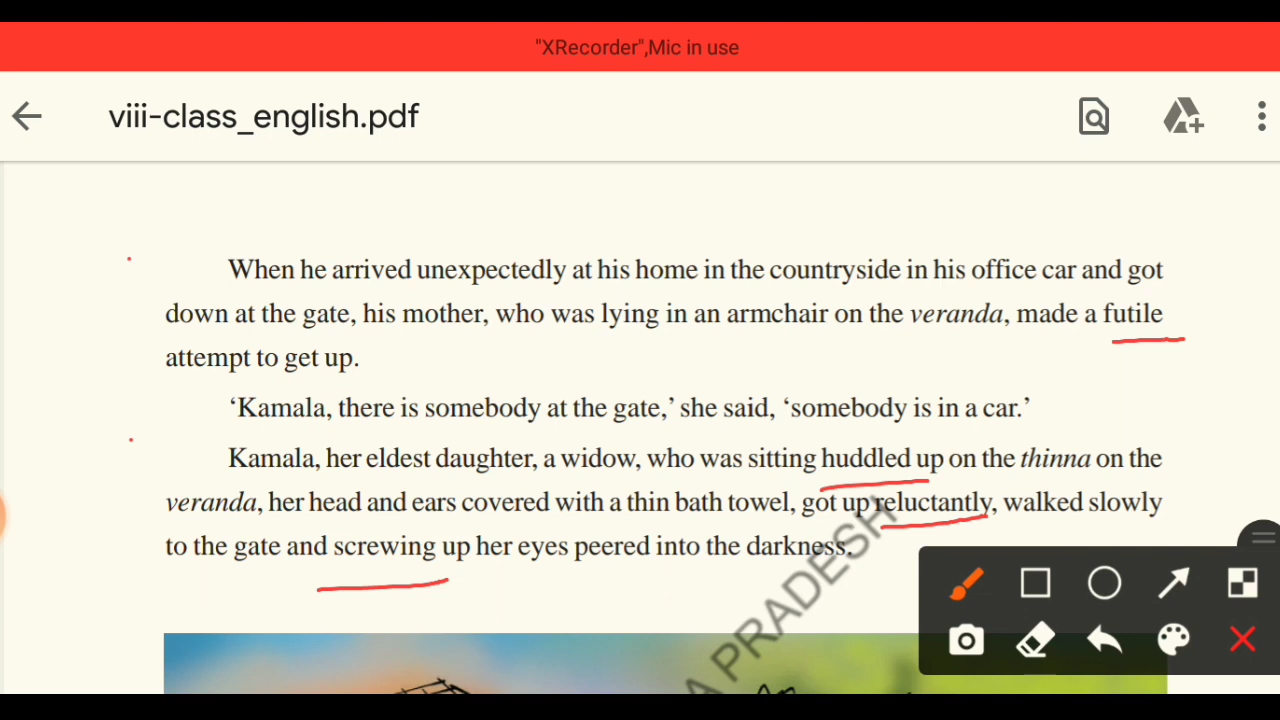 "XRecorder",Mic in use
viii-class_english.pdf
When he arrived unexpectedly at his home in the countryside in his office car and got
down at the gate, his mother, who was lying in an armchair on the veranda, made a futile
attempt to get up.
‘Kamala, there is somebody at the gate,’ she said, ‘somebody is in a car.’
Kamala, her eldest daughter, a widow, who was sitting huddled up on the thinna on the
veranda, her head and ears covered with a thin bath towel, got up reluctantly, walked slowly
to the gate and screwing up her eyes peered into the darkness.
A PRADESH